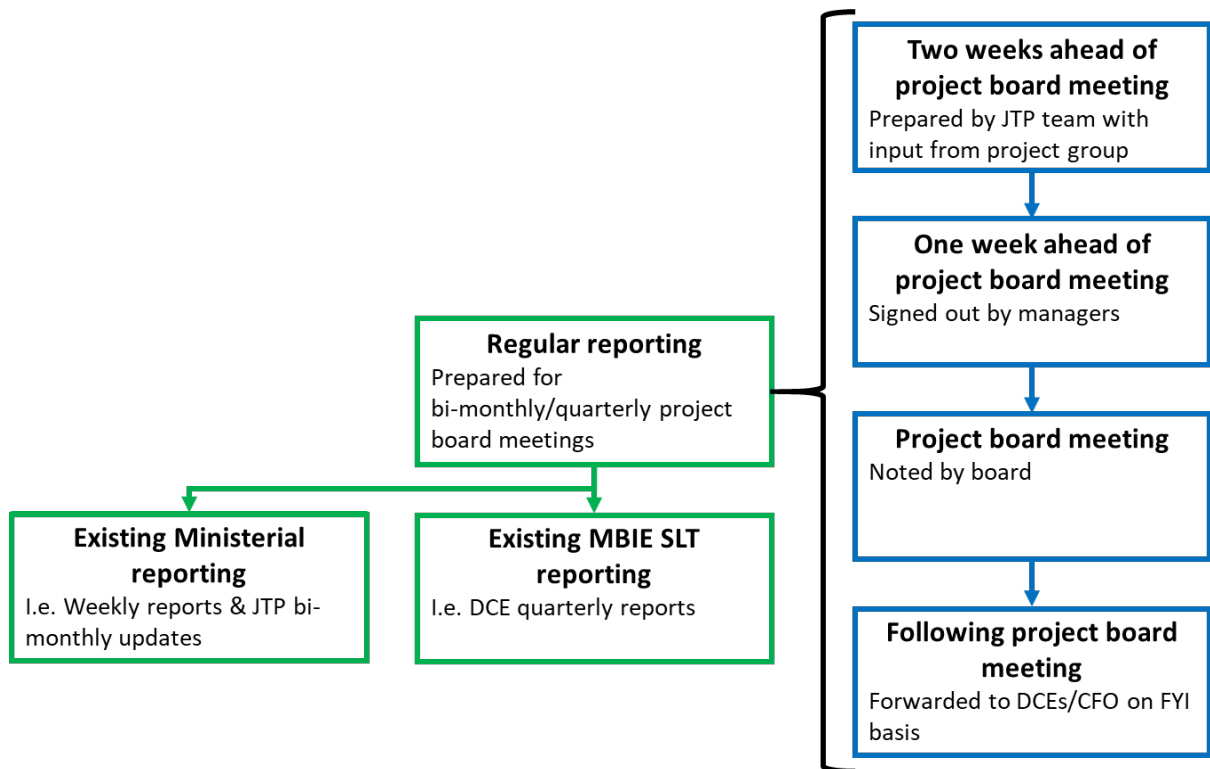 Two weeks ahead of
project board meeting
Prepared by JTP team with
input from project group
One week ahead of
project board meeting
Signed out by managers
Regular reporting
Prepared for
bi-monthly/quarterly project
board meetings
Project board meeting
Noted by board
Existing Ministerial
reporting
I.e. Weekly reports & JTP bi-
monthly updates
Existing MBIE SLT
reporting
I.e. DCE quarterly reports
Following project board
meeting
Forwarded to DCEs/CFO on FYI
basis